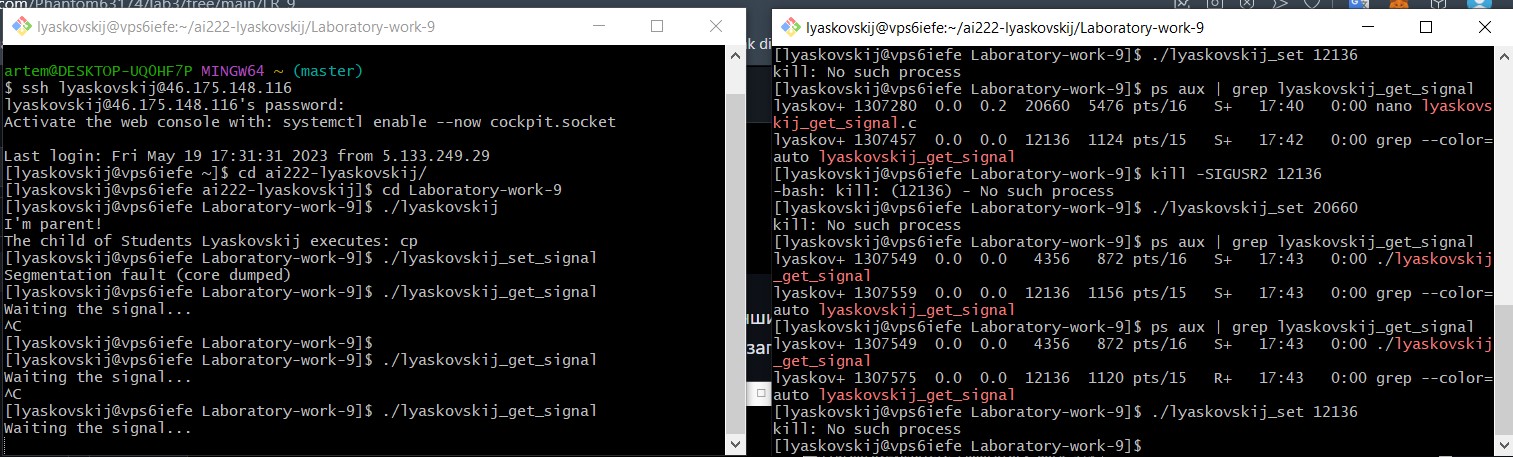 com/Phantom6317/4/lab3/tree/main/LR_9
lyaskovskij@vps6iefe:~/ai222-lyaskovskij/Laboratory-work-9
artem@DESKTOP-UQOHF7P MINGW64 ~ (master)
$ ssh lyaskovskij@46.175.148.116
lyaskovskij@46.175.148.116's password:
Activate the web console with: systemctl enable --now cockpit.socket
Last login: Fri May 19 17:31:31 2023 from 5.133.249.29
[lyaskovskij@vps6iefe ~]$ cd ai222-lyaskovskij/
[lyaskovskij@vps6iefe ai222-lyaskovskij]$ cd Laboratory-work-9
[lyaskovskij@vps6iefe Laboratory-work-9]$ ./lyaskovskij
I'm parent!
The child of Students Lyaskovskij executes: cp
[lyaskovskij@vps6iefe Laboratory-work-9]$ ./lyaskovskij_set_signal
Segmentation fault (core dumped)
[lyaskovskij@vps6iefe Laboratory-work-9]$ ./lyaskovskij_get_signal
Waiting the signal...
^C
[lyaskovskij@vps6iefe Laboratory-work-9]$
[lyaskovskij@vps6iefe Laboratory-work-9]$ ./lyaskovskij_get_signal
Waiting the signal...
^C
[lyaskovskij@vps6iefe Laboratory-work-9]$ ./lyaskovskij_get_signal
Waiting the signal...
lyaskovskij@vps6iefe:~/ai222-lyaskovskij/Laboratory-work-9
[lyaskovskij@vps6iefe Laboratory-work-9]$ ./lyaskovskij_set 12136
kill: No such process
[lyaskovskij@vps6iefe Laboratory-work-9]$ ps aux | grep lyaskovskij_get_signal
lyaskov+ 1307280  0.0  0.2  20660  5476 pts/16   S+   17:40   0:00 nano lyaskovs
kij_get_signal.c
lyaskov+ 1307457  0.0  0.0  12136  1124 pts/15   S+   17:42   0:00 grep --color=
auto lyaskovskij_get_signal
[lyaskovskij@vps6iefe Laboratory-work-9]$ kill -SIGUSR2 12136
-bash: kill: (12136) - No such process
[lyaskovskij@vps6iefe Laboratory-work-9]$ ./lyaskovskij_set 20660
kill: No such process
[lyaskovskij@vps6iefe Laboratory-work-9]$ ps aux | grep lyaskovskij_get_signal
lyaskov+ 1307549  0.0  0.0   4356   872 pts/16   S+   17:43   0:00 ./lyaskovskij
_get_signal
lyaskov+ 1307559  0.0  0.0  12136  1156 pts/15   S+   17:43   0:00 grep --color=
auto lyaskovskij_get_signal
[lyaskovskij@vps6iefe Laboratory-work-9]$ ps aux | grep lyaskovskij_get_signal
lyaskov+ 1307549  0.0  0.0   4356   872 pts/16   S+   17:43   0:00 ./lyaskovskij
_get_signal
lyaskov+ 1307575  0.0  0.0  12136  1120 pts/15   R+   17:43   0:00 grep --color=
auto lyaskovskij_get_signal
[lyaskovskij@vps6iefe Laboratory-work-9]$ ./lyaskovskij_set 12136
kill: No such process
[lyaskovskij@vps6iefe Laboratory-work-9]$